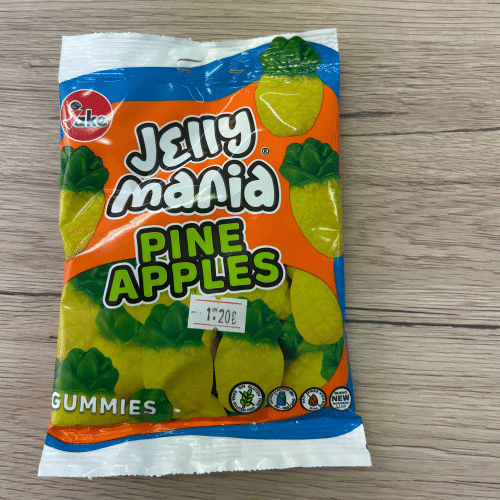 Jake
Jelly
mania
®
PINE
APPLES
1.20€
GUMMIES
NEW